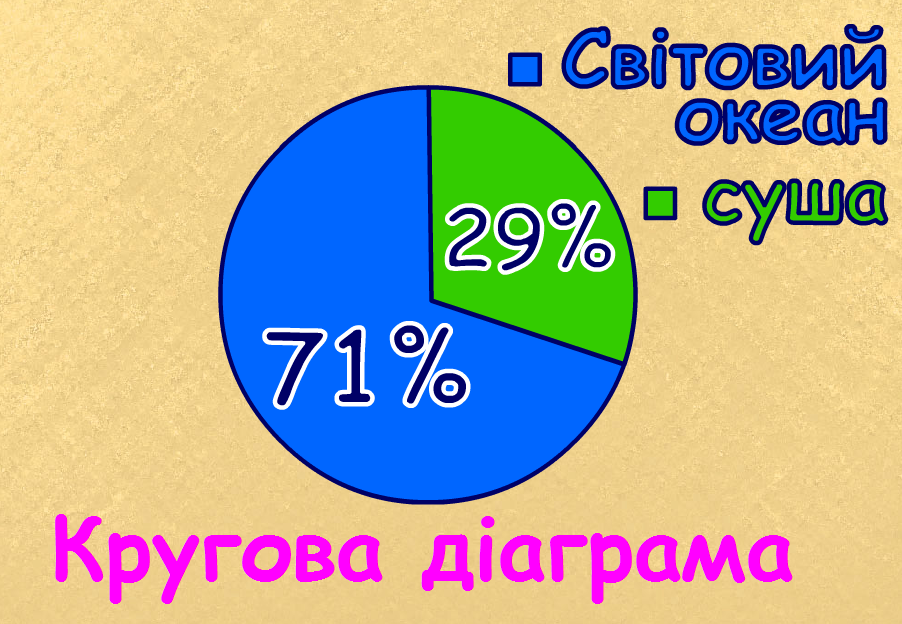 Світовий
океан
суша
29%
71%
Кругова діаграма